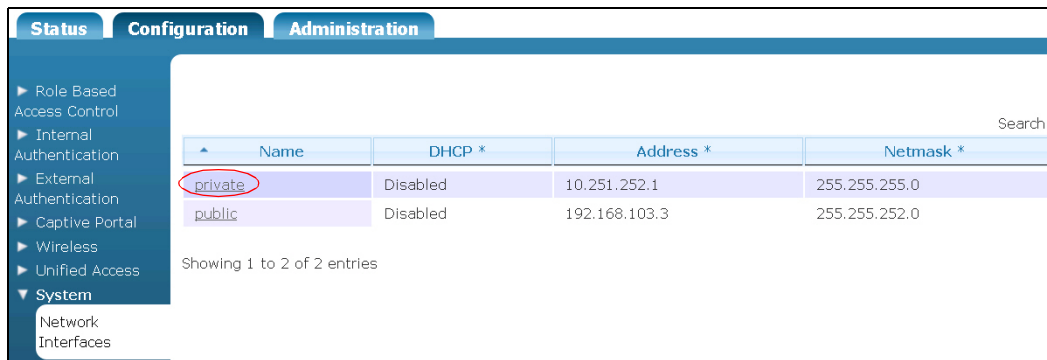 Status Configuration Administration
► Role Based
Access Control
► Internal
Authentication
► External
Authentication
► Captive Portal
► Wireless
► Unified Access
▼ System
Network
Interfaces
Search
Name DHCP * Address * Netmask *
private Disabled 10.251.252.1 255.255.255.0
public Disabled 192.168.103.3 255.255.252.0
Showing 1 to 2 of 2 entries